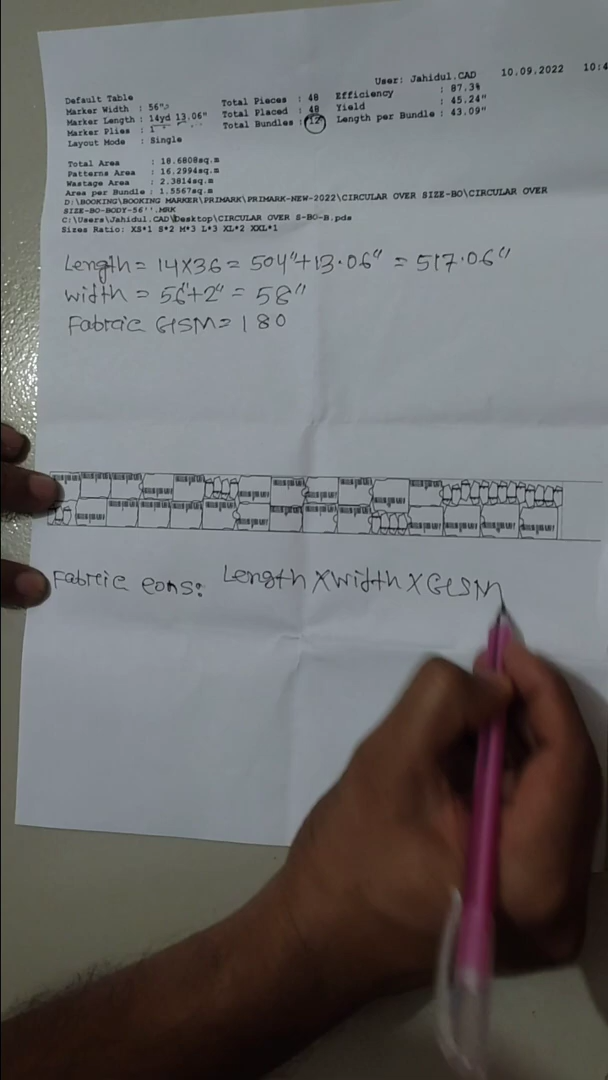 User: Jahidul.CAD 10.09.2022 10:4
Default Table
Marker Width : 56"
Marker Length : 14yd 13.06"
Marker Plies : 1
Layout Mode : Single
Total Pieces : 48
Total Placed : 48
Total Bundles : 12
Efficiency : 87.3%
Yield : 45.24"
Length per Bundle : 43.09"
Total Area : 18.6808sq.m
Patterns Area : 16.2994sq.m
Wastage Area : 2.3814sq.m
Area per Bundle : 1.5567sq.m
D:\BOOKING\BOOKING MARKER\PRIMARK\PRIMARK-NEW-2022\CIRCULAR OVER SIZE-BO\CIRCULAR OVER
SIZE-BO-BODY-56''.MRK
C:\Users\Jahidul.CAD\Desktop\CIRCULAR OVER S-BO-B.pds
Sizes Ratio: XS*1 S*2 M*3 L*3 XL*2 XXL*1
Length = 14X36 = 504"+13.06" = 517.06"
width = 56"+2" = 58"
Fabric GSM = 180
Fabric cons: Length X width X GSM